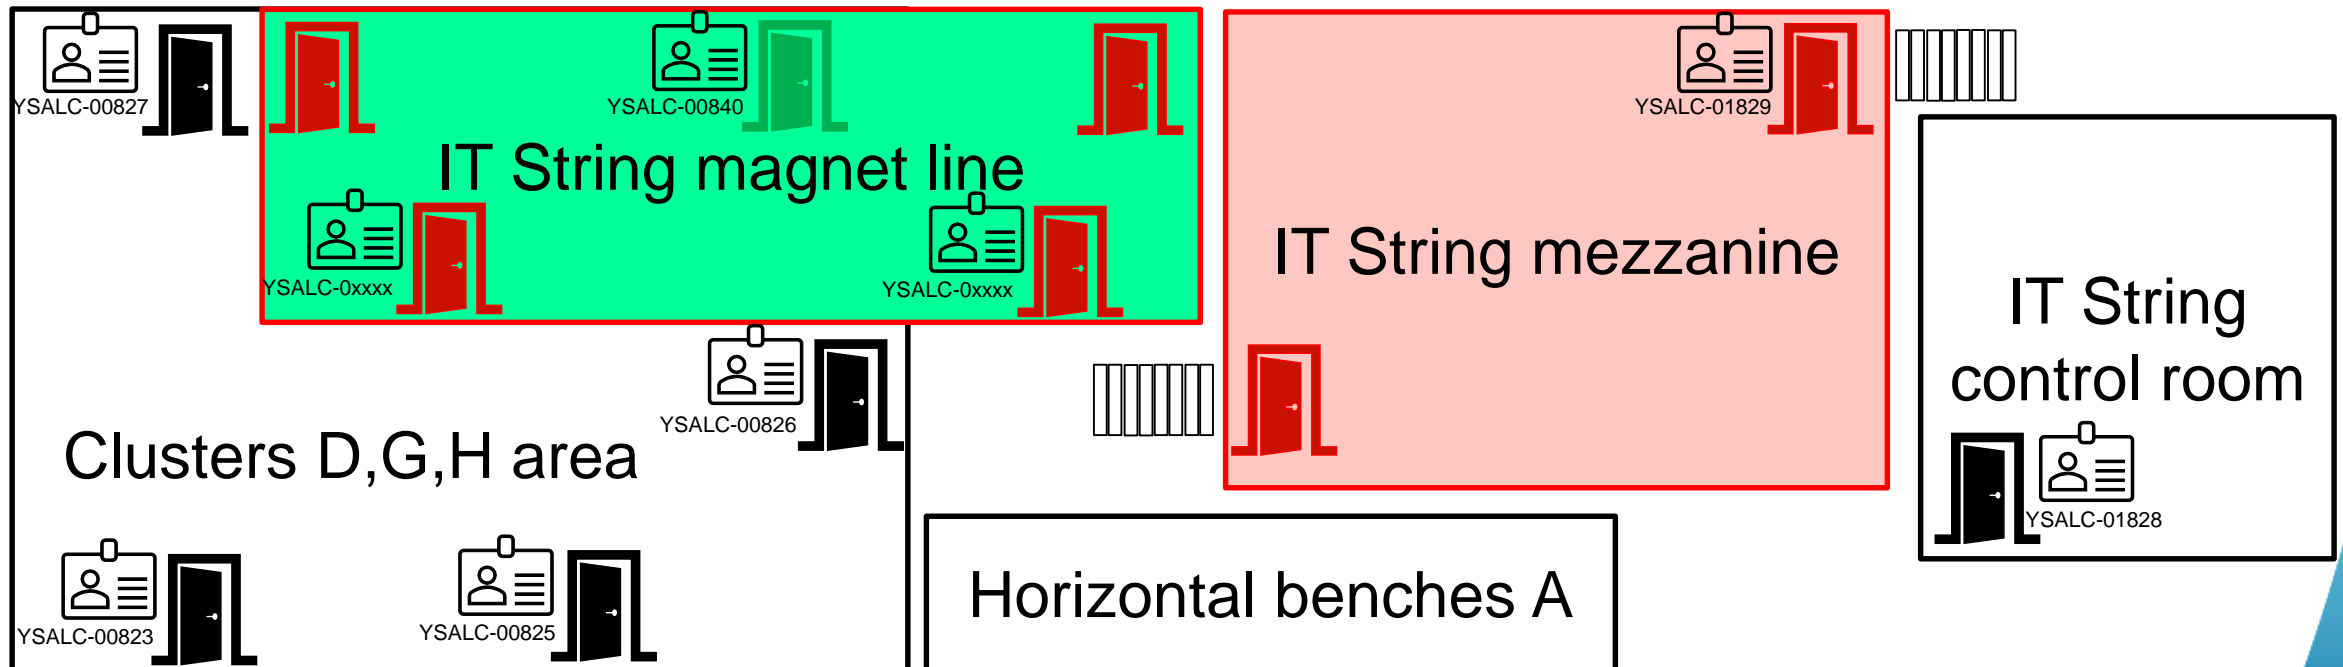 YSALC-00827
YSALC-00840
YSALC-01829
IT String magnet line
YSALC-0xxxx
YSALC-0xxxx
IT String mezzanine
IT String
control room
YSALC-00826
Clusters D,G,H area
YSALC-01828
Horizontal benches A
YSALC-00823
YSALC-00825